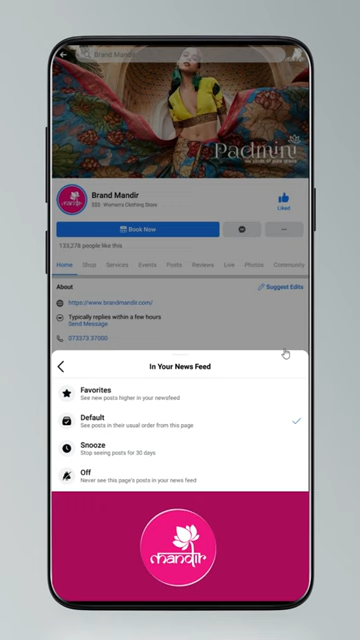 Brand Mandir
Padmini
mandir
Brand Mandir
$$$ Women's Clothing Store
Liked
Book Now
133,278 people like this
Home Shop Services Events Posts Reviews Live Photos Community
About
Suggest Edits
https://www.brandmandir.com/
Typically replies within a few hours
Send Message
073373 37000
In Your News Feed
Favorites
See new posts higher in your newsfeed
Default
See posts in their usual order from this page
Snooze
Stop seeing posts for 30 days
Off
Never see this page's posts in your news feed
mandir